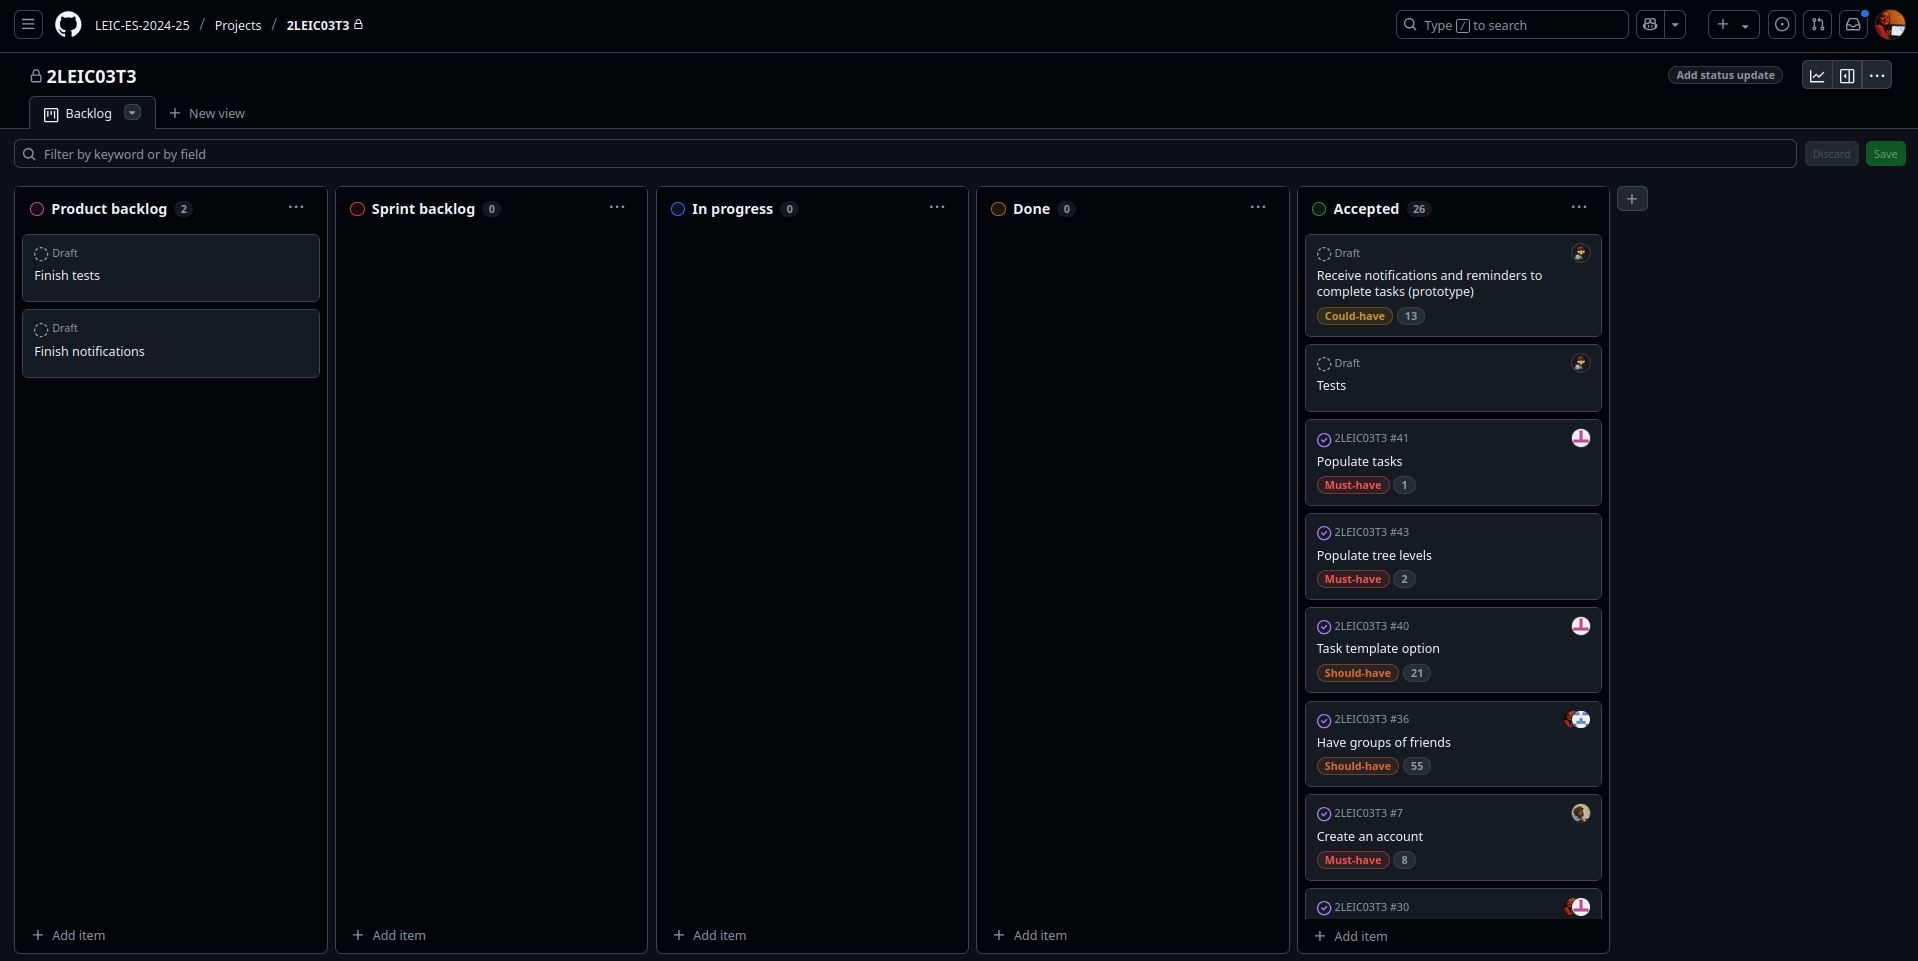 LEIC-ES-2024-25 / Projects / 2LEIC03T3
Type / to search
2LEIC03T3
Add status update
Backlog
New view
Filter by keyword or by field
Discard
Save
Product backlog 2
Draft
Finish tests
Draft
Finish notifications
Add item
Sprint backlog 0
Add item
In progress 0
Add item
Done 0
Add item
Accepted 26
Draft
Receive notifications and reminders to
complete tasks (prototype)
Could-have 13
Draft
Tests
2LEIC03T3 #41
Populate tasks
Must-have 1
2LEIC03T3 #43
Populate tree levels
Must-have 2
2LEIC03T3 #40
Task template option
Should-have 21
2LEIC03T3 #36
Have groups of friends
Should-have 55
2LEIC03T3 #7
Create an account
Must-have 8
2LEIC03T3 #30
Add item